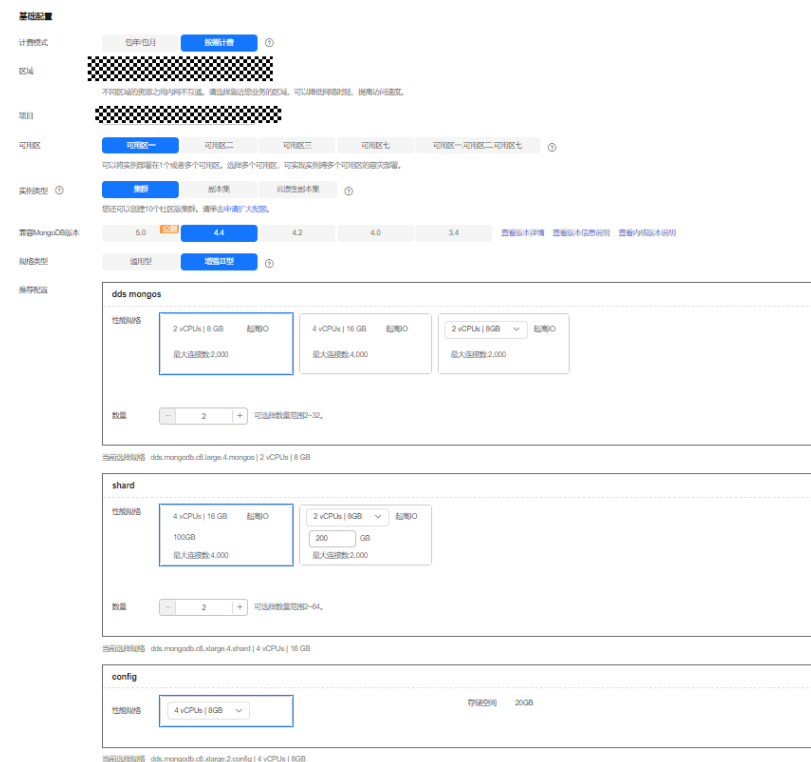 基础配置
计费模式 包年/包月 按需计费 ?
区域
不同区域的资源之间内网不互通。请选择靠近您业务的区域，可以降低网络时延、提高访问速度。
项目
可用区 可用区一 可用区二 可用区三 可用区七 可用区一,可用区二,可用区七 ?
可以将实例部署在1个或者多个可用区。选择多个可用区，可实现实例跨多个可用区的容灾部署。
实例类型 ? 集群 副本集 云原生副本集 ?
您还可以创建10个社区版集群。请单击申请扩大配额。
兼容MongoDB版本 5.0 公测 4.4 4.2 4.0 3.4 查看版本详情 查看版本信息说明 查看内核版本说明
规格类型 通用型 增强II型 ?
推荐配置
dds mongos
性能规格 2 vCPUs | 8 GB 超高IO 4 vCPUs | 16 GB 超高IO 2 vCPUs | 8GB 超高IO
最大连接数:2,000 最大连接数:4,000 最大连接数:2,000
数量 − 2 + 可选择数量范围2~32。
当前选择规格 dds.mongodb.c6.large.4.mongos | 2 vCPUs | 8 GB
shard
性能规格 4 vCPUs | 16 GB 超高IO 2 vCPUs | 8GB 超高IO
100GB 200 GB
最大连接数:4,000 最大连接数:2,000
数量 − 2 + 可选择数量范围2~64。
当前选择规格 dds.mongodb.c6.xlarge.4.shard | 4 vCPUs | 16 GB
config
性能规格 4 vCPUs | 8GB 存储空间 20GB
当前选择规格 dds.mongodb.c6.xlarge.2.config | 4 vCPUs | 8GB